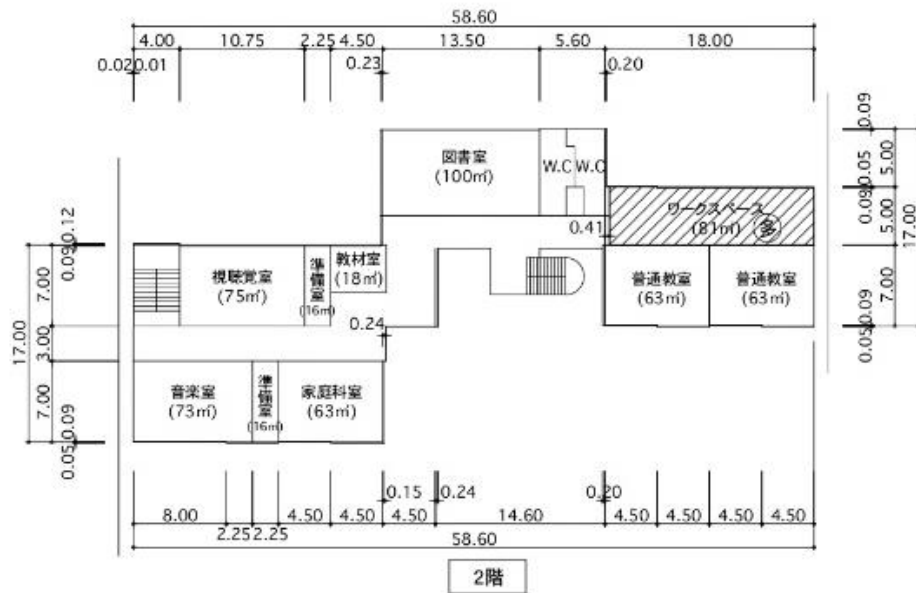 58.60
4.00 10.75 2.25 4.50 13.50 5.60 18.00
0.02 0.01 0.23 0.20
0.09
5.00
0.05
0.09
5.00
17.00
7.00
0.09
0.05
図書室
(100㎡)
W.C W.C
ワークスペース
(81㎡)
多
0.41
0.12
0.09
7.00
17.00
3.00
7.00
0.09
0.05
視聴覚室
(75㎡)
準備室
(16㎡)
教材室
(18㎡)
普通教室
(63㎡)
普通教室
(63㎡)
0.24
音楽室
(73㎡)
準備室
(16㎡)
家庭科室
(63㎡)
0.15 0.24 0.20
8.00 2.25 2.25 4.50 4.50 4.50 14.60 4.50 4.50 4.50 4.50
58.60
2階